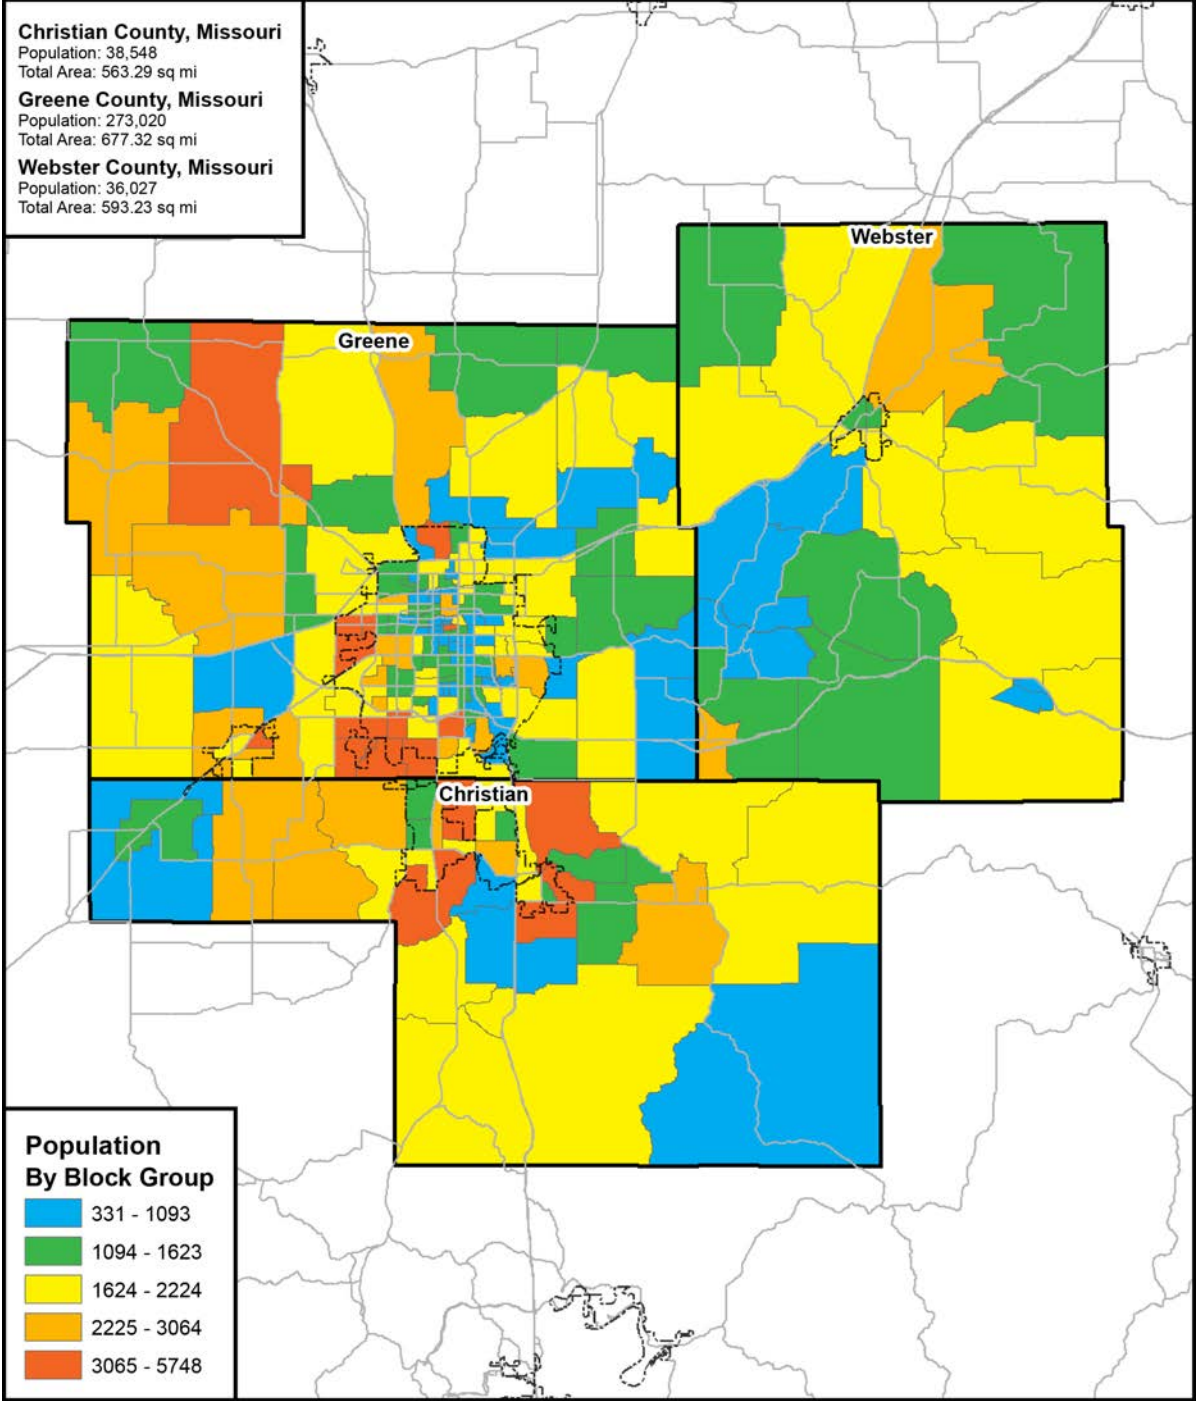 Christian County, Missouri
Population: 38,548
Total Area: 563.29 sq mi
Greene County, Missouri
Population: 273,020
Total Area: 677.32 sq mi
Webster County, Missouri
Population: 36,027
Total Area: 593.23 sq mi
Webster
Greene
Christian
Population
By Block Group
331 - 1093
1094 - 1623
1624 - 2224
2225 - 3064
3065 - 5748